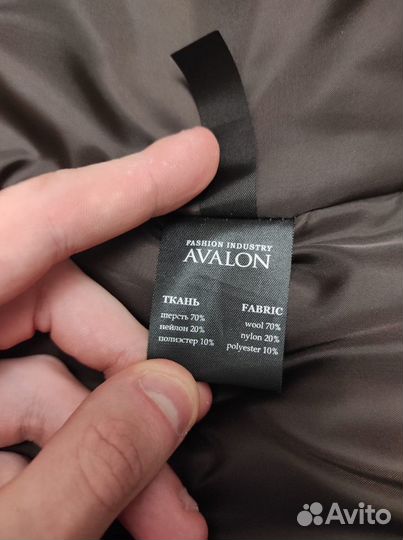 FASHION INDUSTRY
AVALON
ТКАНЬ
шерсть 70%
нейлон 20%
полиэстер 10%
FABRIC
wool 70%
nylon 20%
polyester 10%
Avito